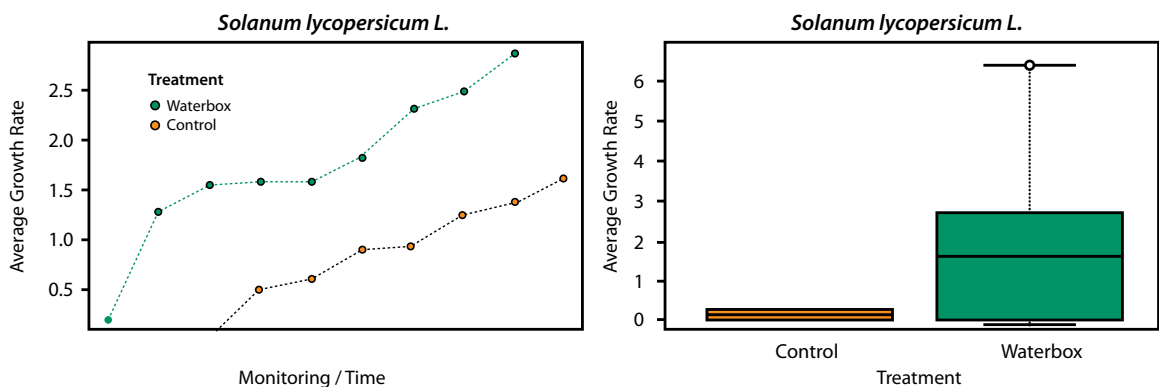 Solanum lycopersicum L.
Average Growth Rate
2.5
2.0
1.5
1.0
0.5
Treatment
Waterbox
Control
Monitoring / Time
Solanum lycopersicum L.
Average Growth Rate
6
5
4
3
2
1
0
Control
Waterbox
Treatment